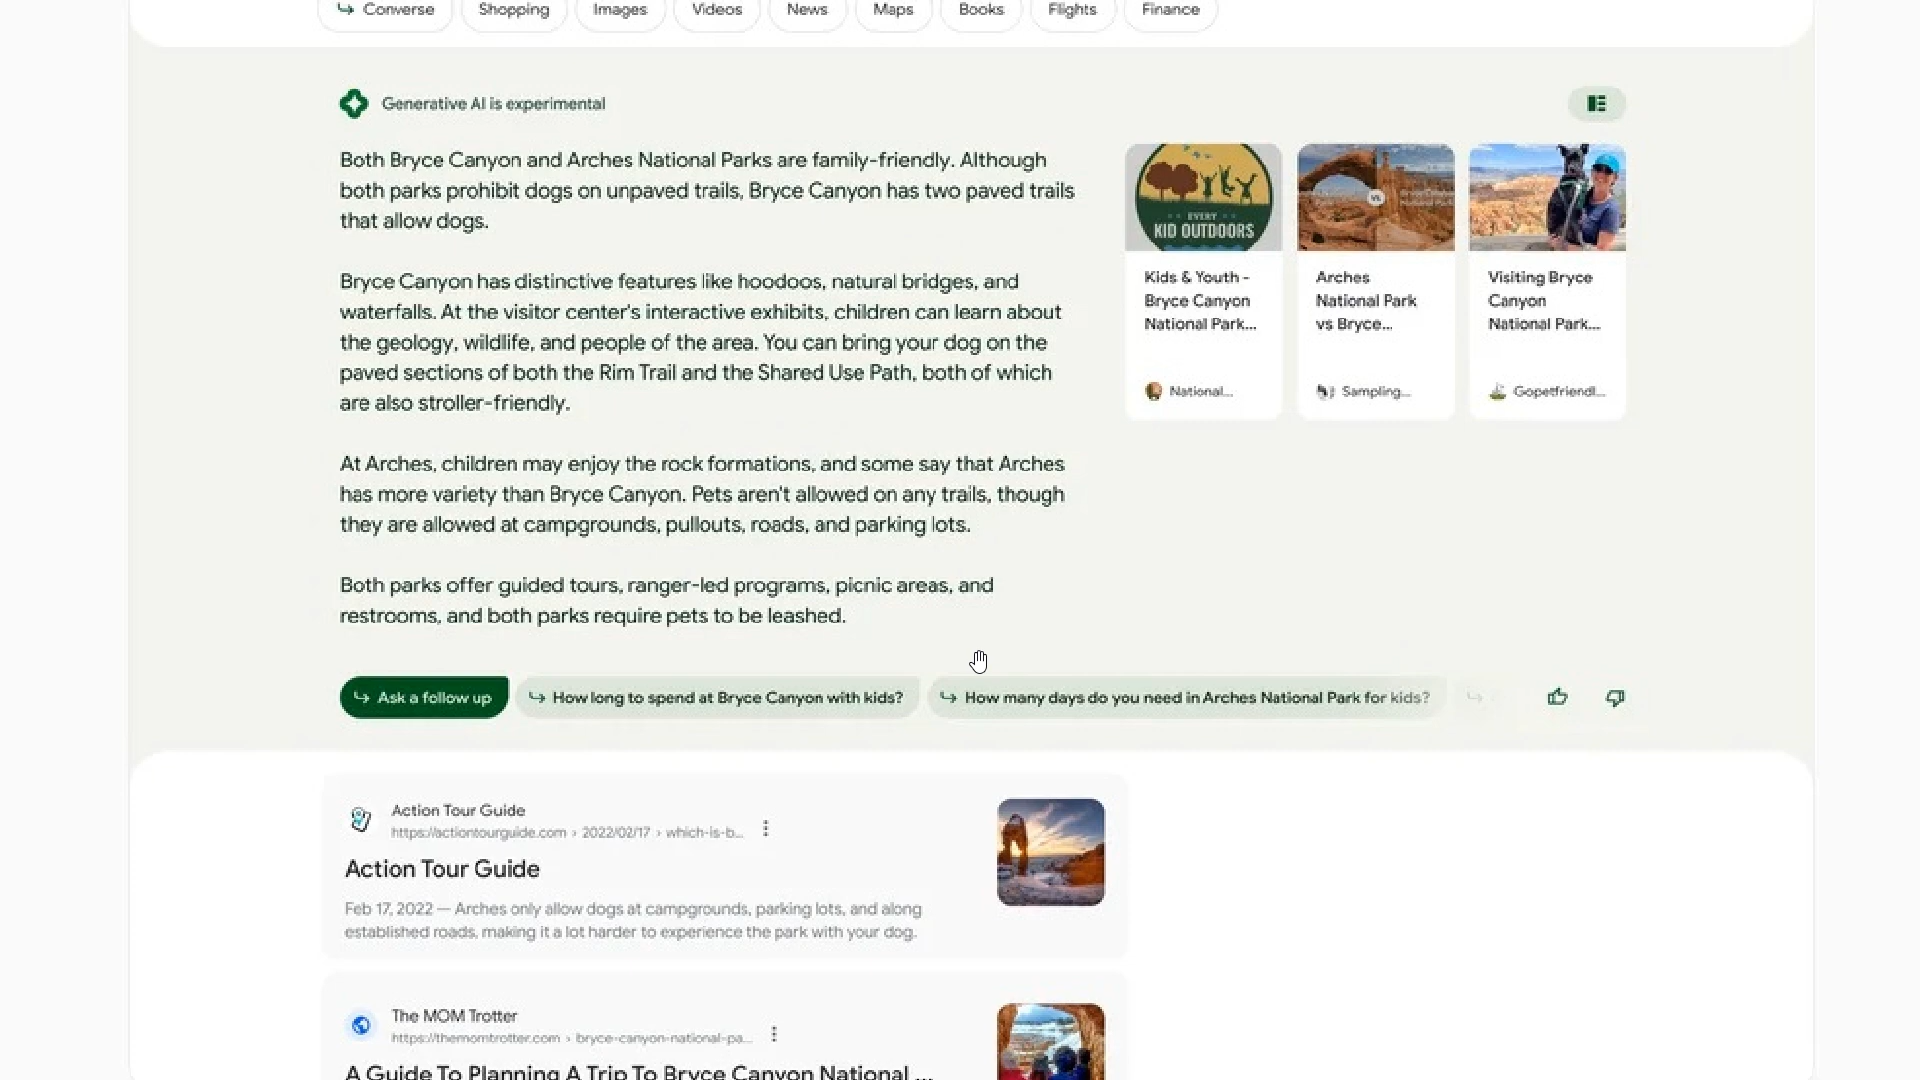 Converse
Shopping
Images
Videos
News
Maps
Books
Flights
Finance
Generative AI is experimental
Both Bryce Canyon and Arches National Parks are family-friendly. Although
both parks prohibit dogs on unpaved trails, Bryce Canyon has two paved trails
that allow dogs.
Bryce Canyon has distinctive features like hoodoos, natural bridges, and
waterfalls. At the visitor center's interactive exhibits, children can learn about
the geology, wildlife, and people of the area. You can bring your dog on the
paved sections of both the Rim Trail and the Shared Use Path, both of which
are also stroller-friendly.
At Arches, children may enjoy the rock formations, and some say that Arches
has more variety than Bryce Canyon. Pets aren't allowed on any trails, though
they are allowed at campgrounds, pullouts, roads, and parking lots.
Both parks offer guided tours, ranger-led programs, picnic areas, and
restrooms, and both parks require pets to be leashed.
EVERY
KID OUTDOORS
Kids & Youth -
Bryce Canyon
National Park...
National...
VS
Arches
National Park
vs Bryce...
Sampling...
Visiting Bryce
Canyon
National Park...
Gopetfriendl...
Ask a follow up
How long to spend at Bryce Canyon with kids?
How many days do you need in Arches National Park for kids?
Action Tour Guide
https://actiontourguide.com › 2022/02/17 › which-is-b...
Action Tour Guide
Feb 17, 2022 — Arches only allow dogs at campgrounds, parking lots, and along
established roads, making it a lot harder to experience the park with your dog.
The MOM Trotter
https://themomtrotter.com › bryce-canyon-national-pa...
A Guide To Planning A Trip To Bryce Canyon National ...